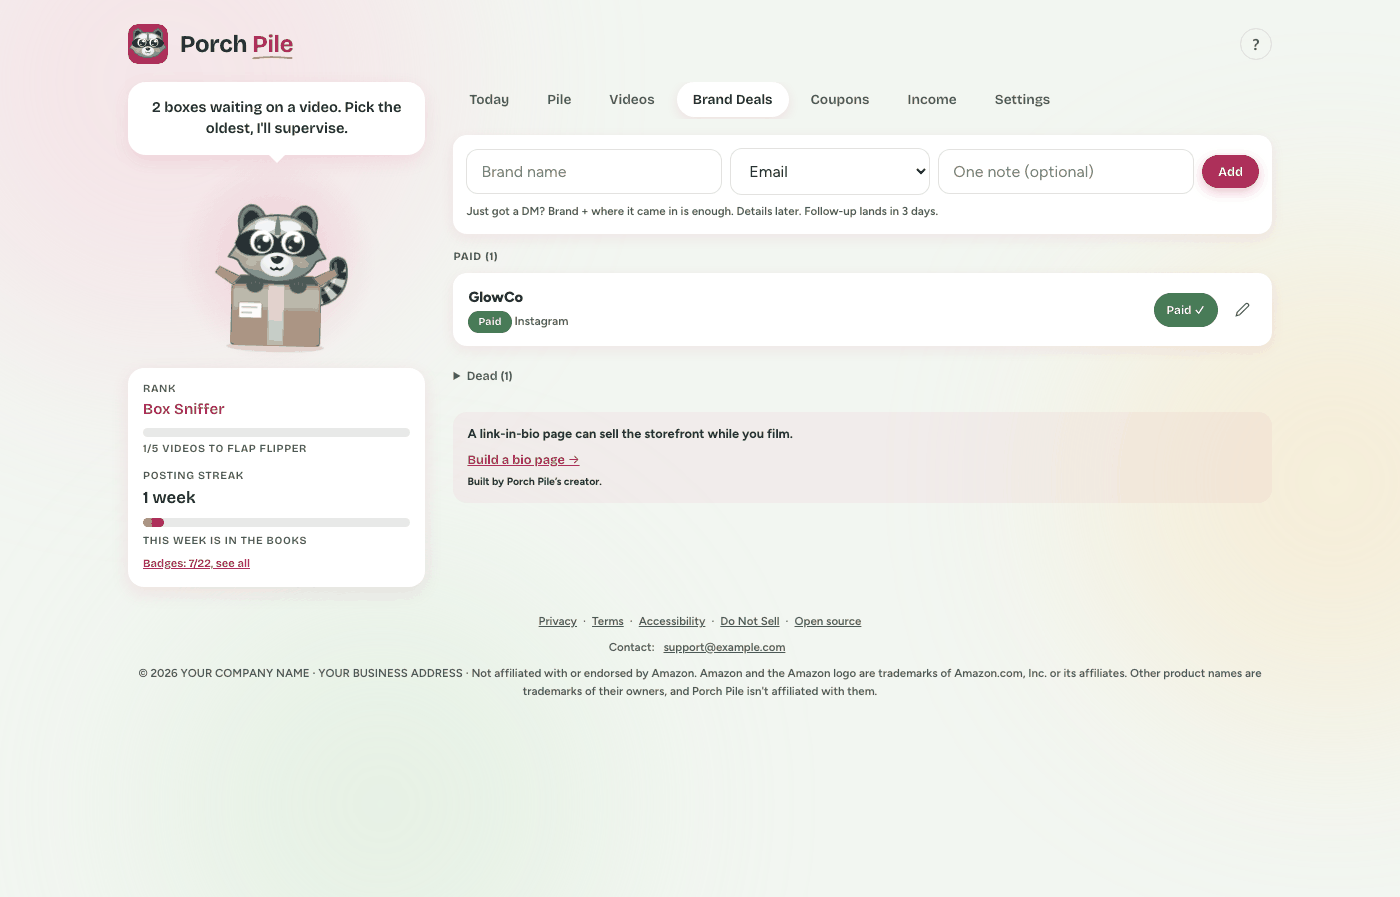 Porch Pile
?
2 boxes waiting on a video. Pick the
oldest, I'll supervise.
RANK
Box Sniffer
1/5 VIDEOS TO FLAP FLIPPER
POSTING STREAK
1 week
THIS WEEK IS IN THE BOOKS
Badges: 7/22, see all
Today Pile Videos Brand Deals Coupons Income Settings
Brand name Email One note (optional) Add
Just got a DM? Brand + where it came in is enough. Details later. Follow-up lands in 3 days.
PAID (1)
GlowCo
Paid Instagram
Paid ✓
▶ Dead (1)
A link-in-bio page can sell the storefront while you film.
Build a bio page →
Built by Porch Pile's creator.
Privacy · Terms · Accessibility · Do Not Sell · Open source
Contact: support@example.com
© 2026 YOUR COMPANY NAME · YOUR BUSINESS ADDRESS · Not affiliated with or endorsed by Amazon. Amazon and the Amazon logo are trademarks of Amazon.com, Inc. or its affiliates. Other product names are
trademarks of their owners, and Porch Pile isn't affiliated with them.